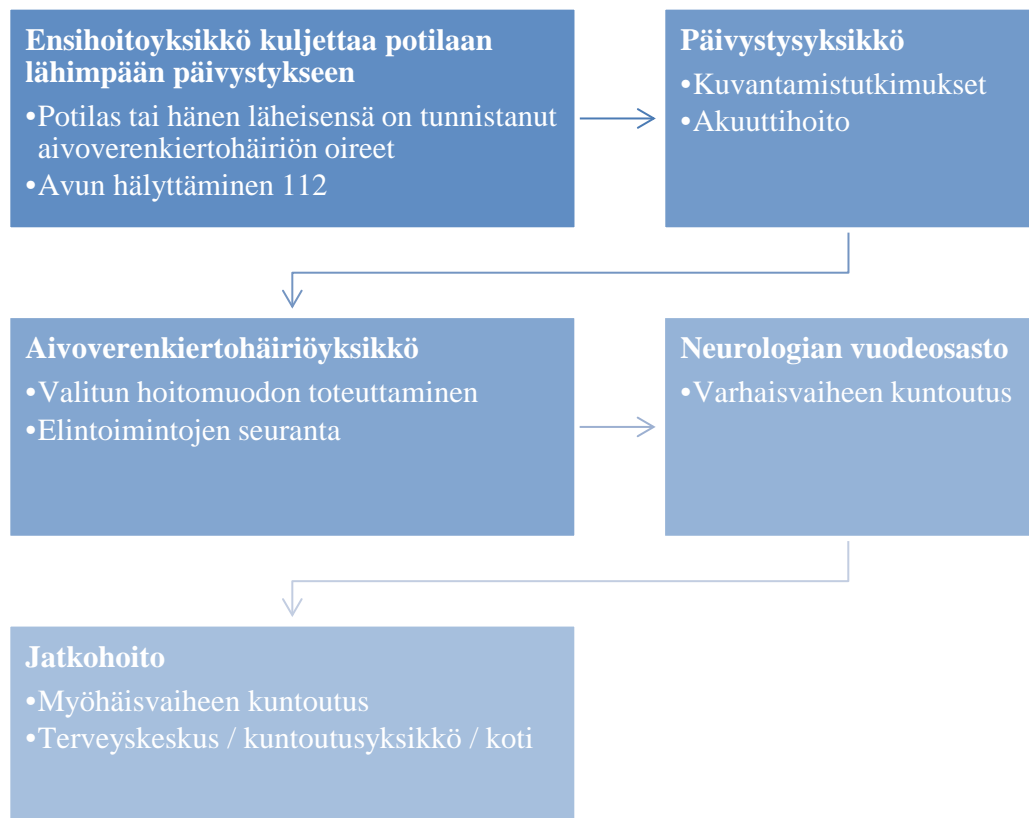 Ensihoitoyksikkö kuljettaa potilaan
lähimpään päivystykseen
•Potilas tai hänen läheisensä on tunnistanut
aivoverenkiertohäiriön oireet
•Avun hälyttäminen 112
Päivystysyksikkö
•Kuvantamistutkimukset
•Akuuttihoito
Aivoverenkiertohäiriöyksikkö
•Valitun hoitomuodon toteuttaminen
•Elintoimintojen seuranta
Neurologian vuodeosasto
•Varhaisvaiheen kuntoutus
Jatkohoito
•Myöhäisvaiheen kuntoutus
•Terveyskeskus / kuntoutusyksikkö / koti